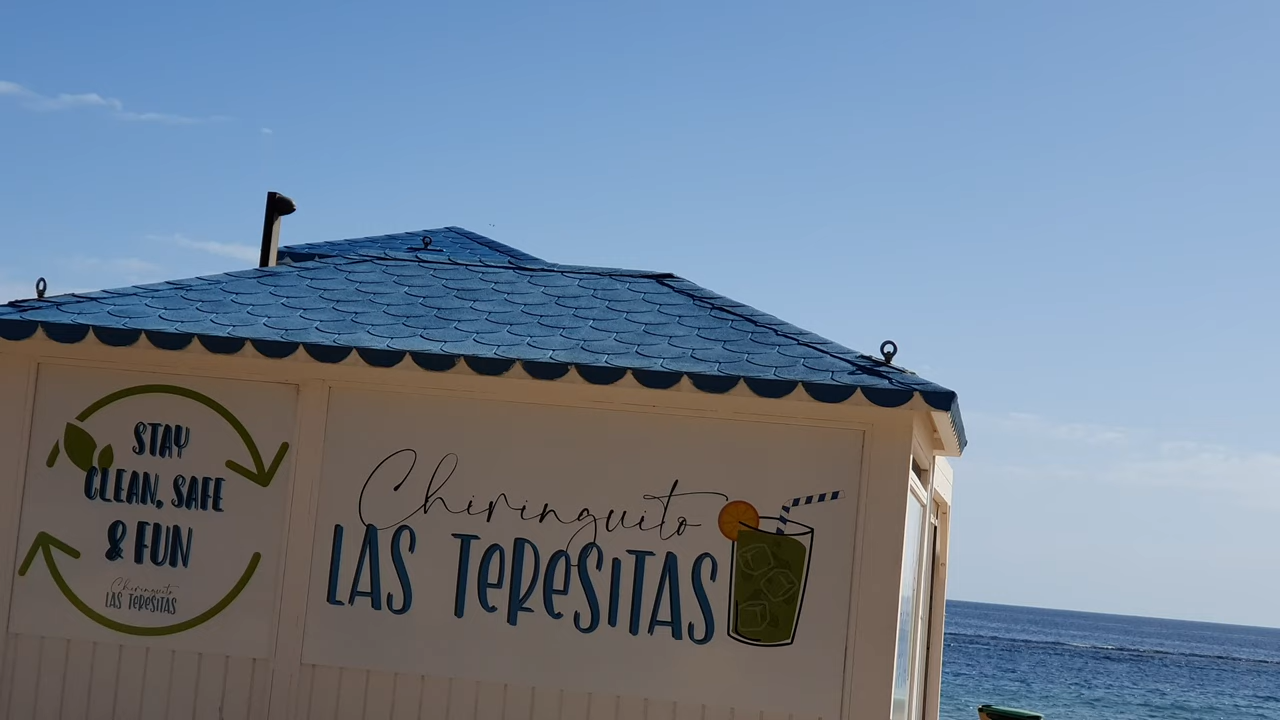 STAY
CLEAN, SAFE
& FUN
Chiringuito
LAS TeReSITAS
Chiringuito
LAS TeReSITAS